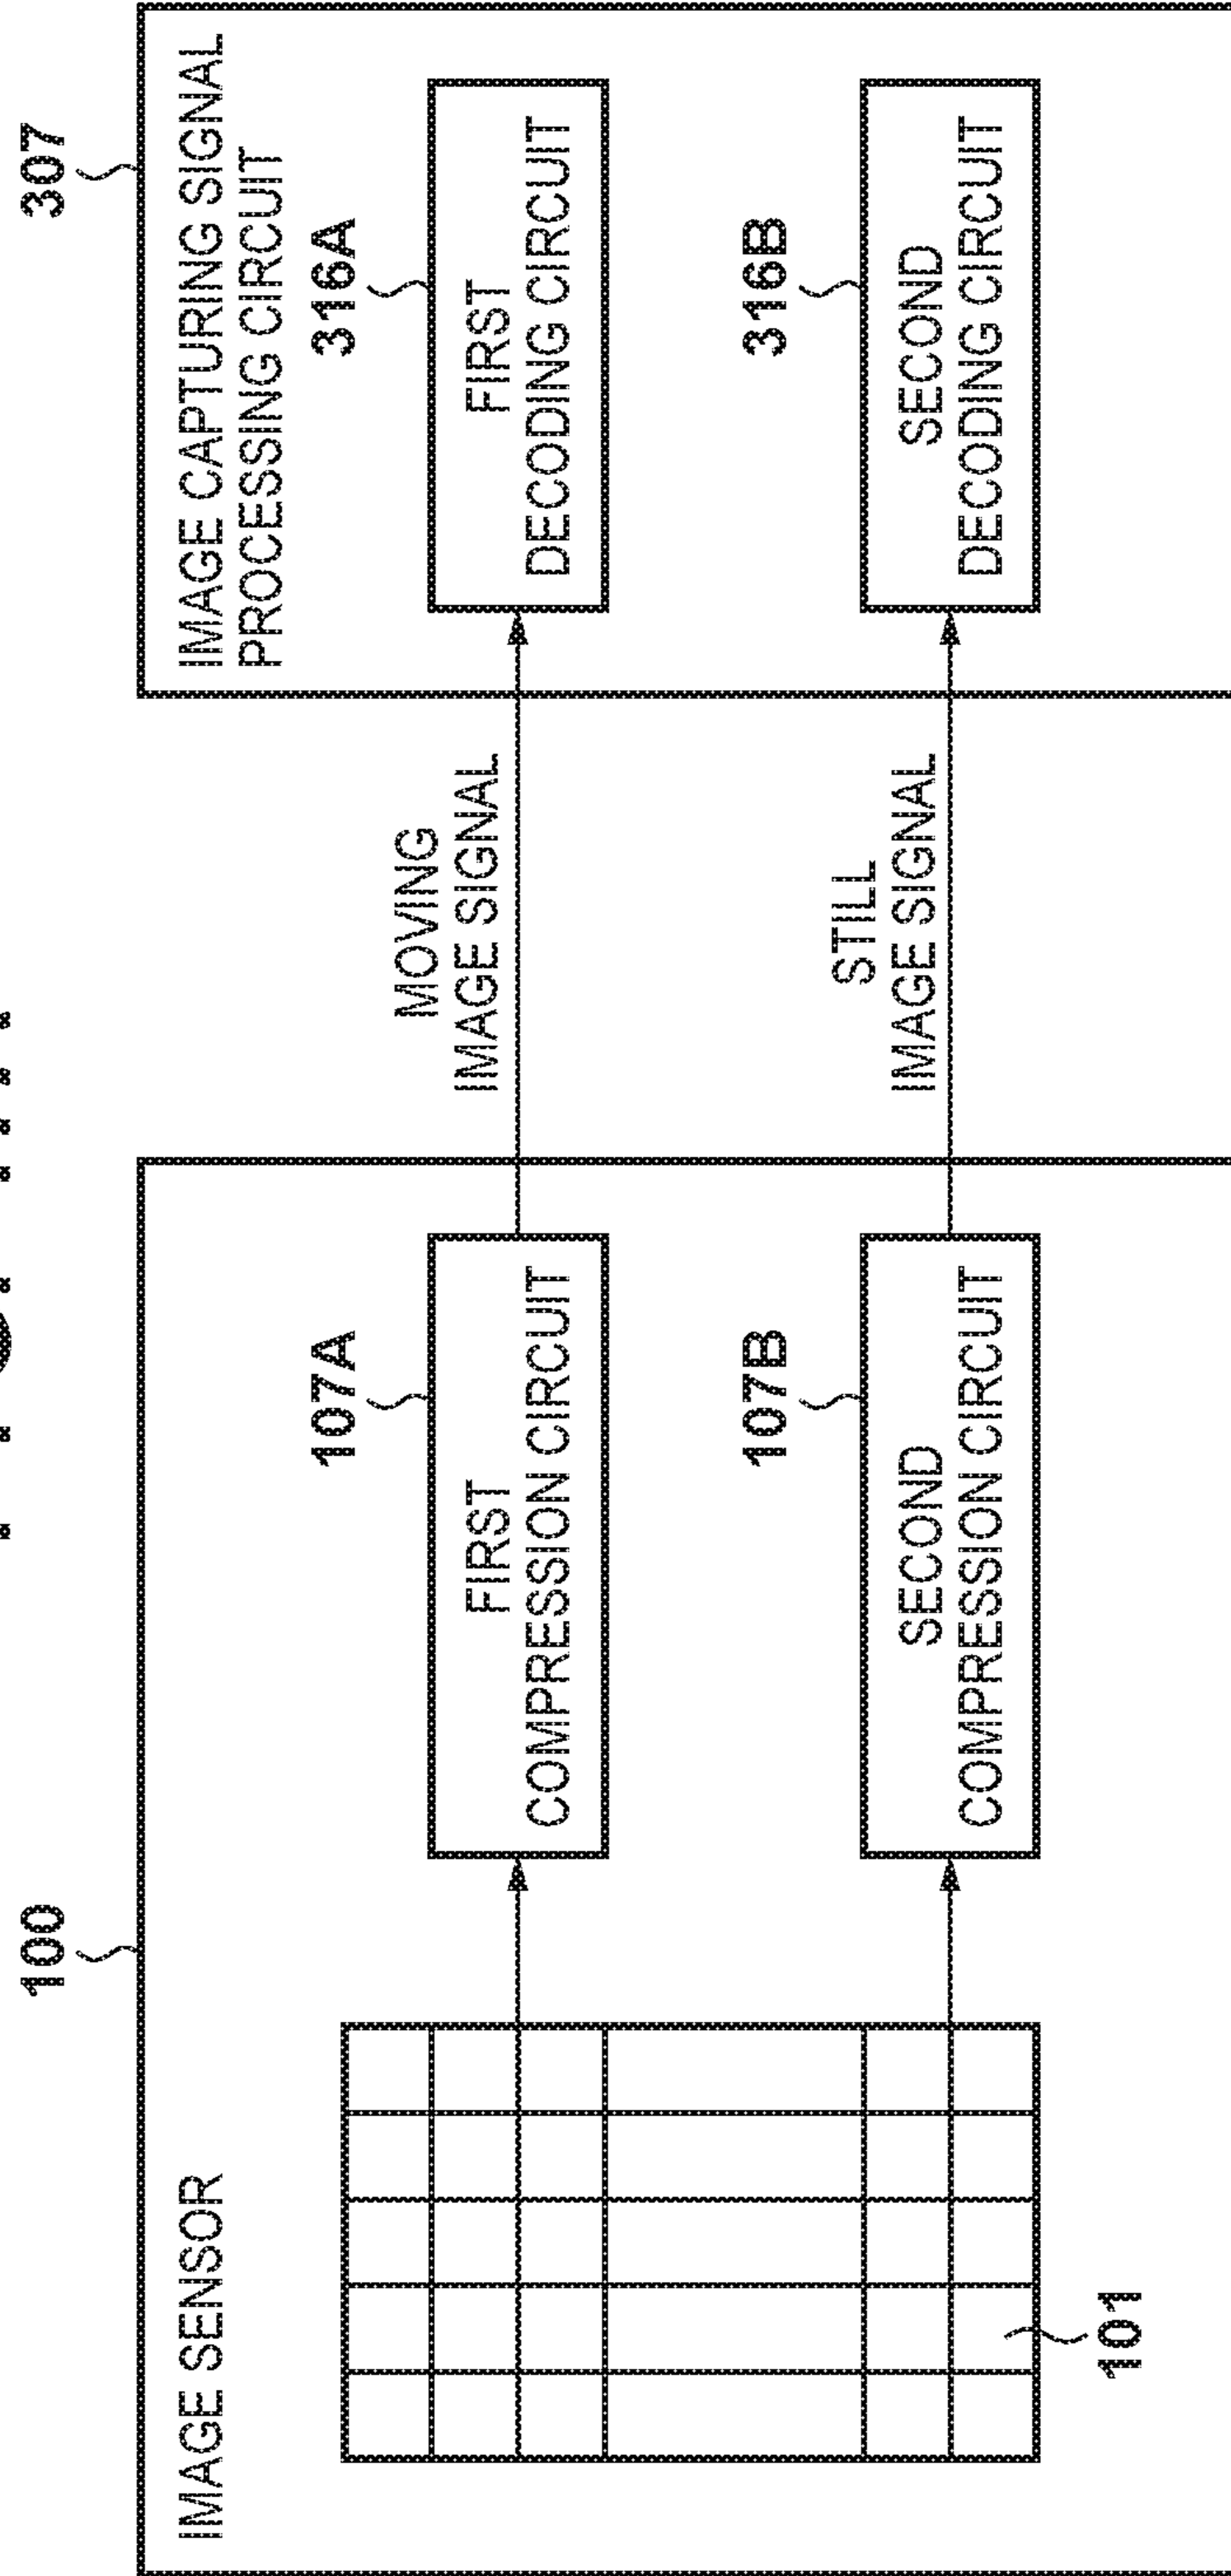 100
307
IMAGE SENSOR
101
107A
FIRST
COMPRESSION CIRCUIT
107B
SECOND
COMPRESSION CIRCUIT
MOVING
IMAGE SIGNAL
STILL
IMAGE SIGNAL
IMAGE CAPTURING SIGNAL
PROCESSING CIRCUIT
316A
FIRST
DECODING CIRCUIT
316B
SECOND
DECODING CIRCUIT